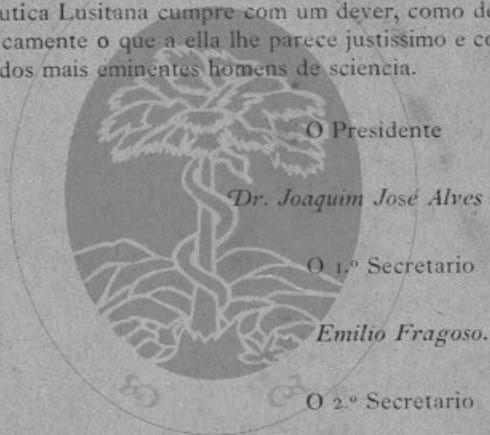 utica Lusitana cumpre com um dever, como de
icamente o que a ella lhe parece justissimo e co
dos mais eminentes homens de sciencia.
O Presidente
Dr. Joaquim José Alves
O 1.º Secretario
Emilio Fragoso.
O 2.º Secretario